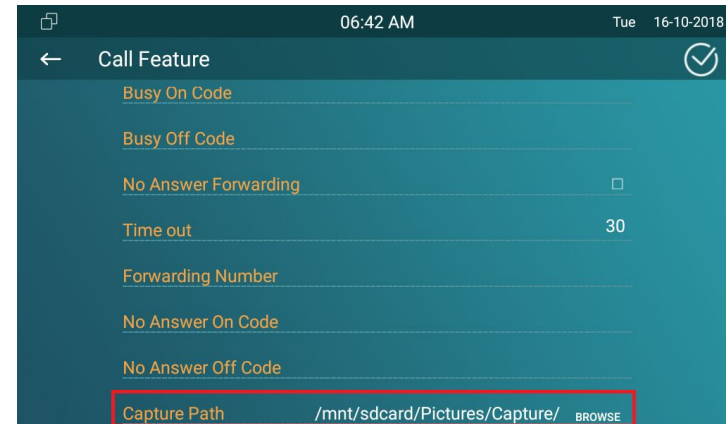 06:42 AM Tue 16-10-2018
Call Feature
Busy On Code
Busy Off Code
No Answer Forwarding
Time out 30
Forwarding Number
No Answer On Code
No Answer Off Code
Capture Path /mnt/sdcard/Pictures/Capture/ BROWSE